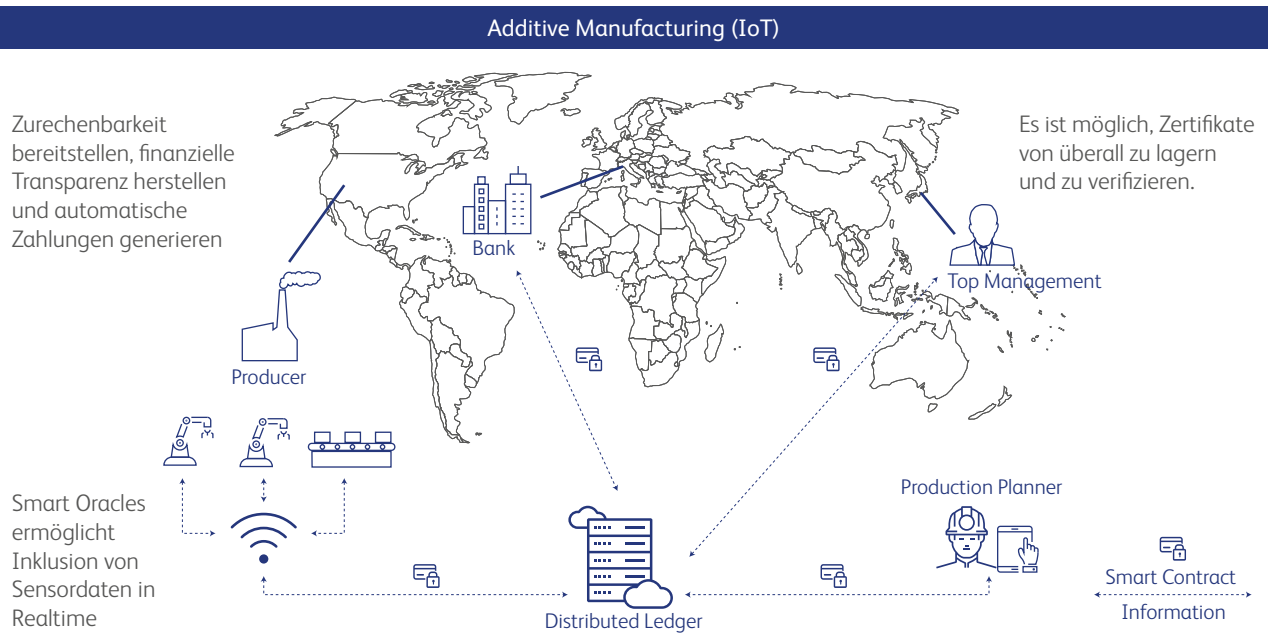 Additive Manufacturing (IoT)
Zurechenbarkeit
bereitstellen, finanzielle
Transparenz herstellen
und automatische
Zahlungen generieren
Es ist möglich, Zertifikate
von überall zu lagern
und zu verifizieren.
Bank
Top Management
Producer
Smart Oracles
ermöglicht
Inklusion von
Sensordaten in
Realtime
Production Planner
Distributed Ledger
Smart Contract
Information